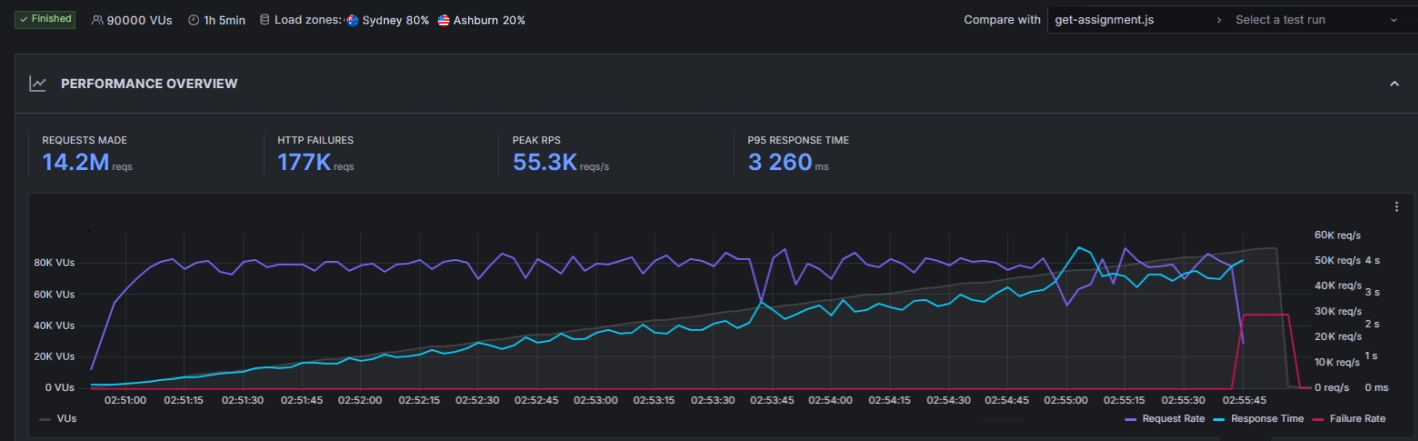 Finished 90000 VUs 1h 5min Load zones: Sydney 80% Ashburn 20% Compare with get-assignment.js › Select a test run
PERFORMANCE OVERVIEW
REQUESTS MADE HTTP FAILURES PEAK RPS P95 RESPONSE TIME
14.2M reqs 177K reqs 55.3K reqs/s 3 260 ms
60K req/s
80K VUs 50K req/s 4 s
40K req/s
60K VUs 3 s
40K VUs 30K req/s 2 s
20K req/s
20K VUs 10K req/s 1 s
0 VUs 0 req/s 0 ms
02:51:00 02:51:15 02:51:30 02:51:45 02:52:00 02:52:15 02:52:30 02:52:45 02:53:00 02:53:15 02:53:30 02:53:45 02:54:00 02:54:15 02:54:30 02:54:45 02:55:00 02:55:15 02:55:30 02:55:45
VUs Request Rate Response Time Failure Rate